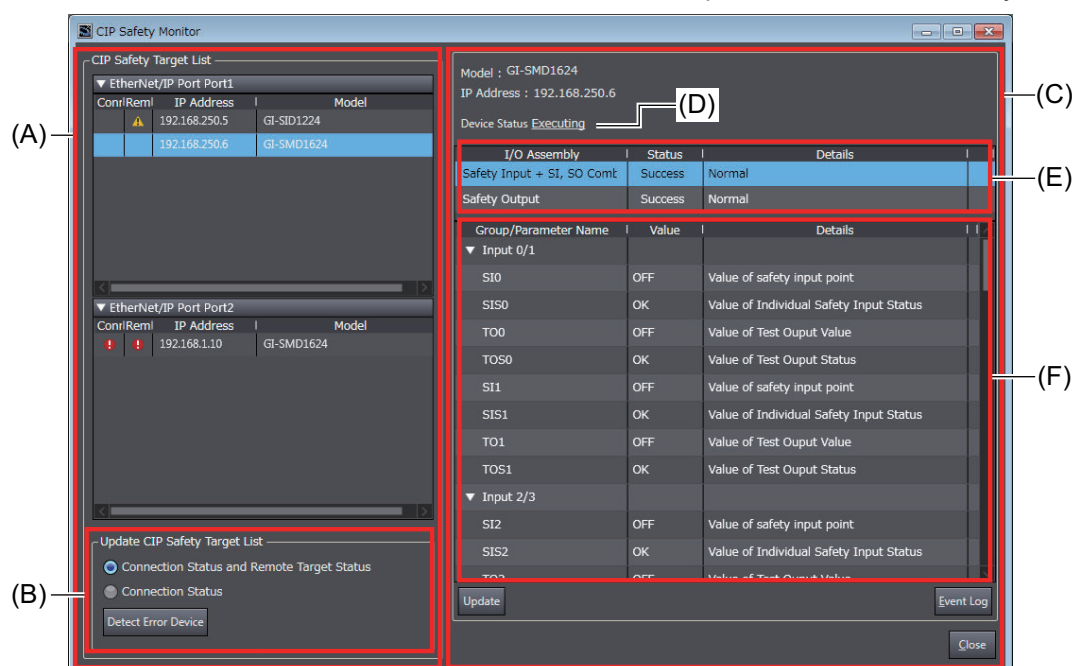 CIP Safety Monitor
CIP Safety Target List
▼ EtherNet/IP Port Port1
Conn Rem IP Address Model
192.168.250.5 GI-SID1224
192.168.250.6 GI-SMD1624
▼ EtherNet/IP Port Port2
Conn Rem IP Address Model
192.168.1.10 GI-SMD1624
Update CIP Safety Target List
Connection Status and Remote Target Status
Connection Status
Detect Error Device
(A)
(B)
Model : GI-SMD1624
IP Address : 192.168.250.6
Device Status Executing
(D)
(C)
I/O Assembly Status Details
Safety Input + SI, SO Comb Success Normal
Safety Output Success Normal
(E)
Group/Parameter Name Value Details
▼ Input 0/1
SI0 OFF Value of safety input point
SIS0 OK Value of Individual Safety Input Status
TO0 OFF Value of Test Ouput Value
TOS0 OK Value of Test Ouput Status
SI1 OFF Value of safety input point
SIS1 OK Value of Individual Safety Input Status
TO1 OFF Value of Test Ouput Value
TOS1 OK Value of Test Ouput Status
▼ Input 2/3
SI2 OFF Value of safety input point
SIS2 OK Value of Individual Safety Input Status
TO2 OFF Value of Test Ouput Value
(F)
Update Event Log
Close